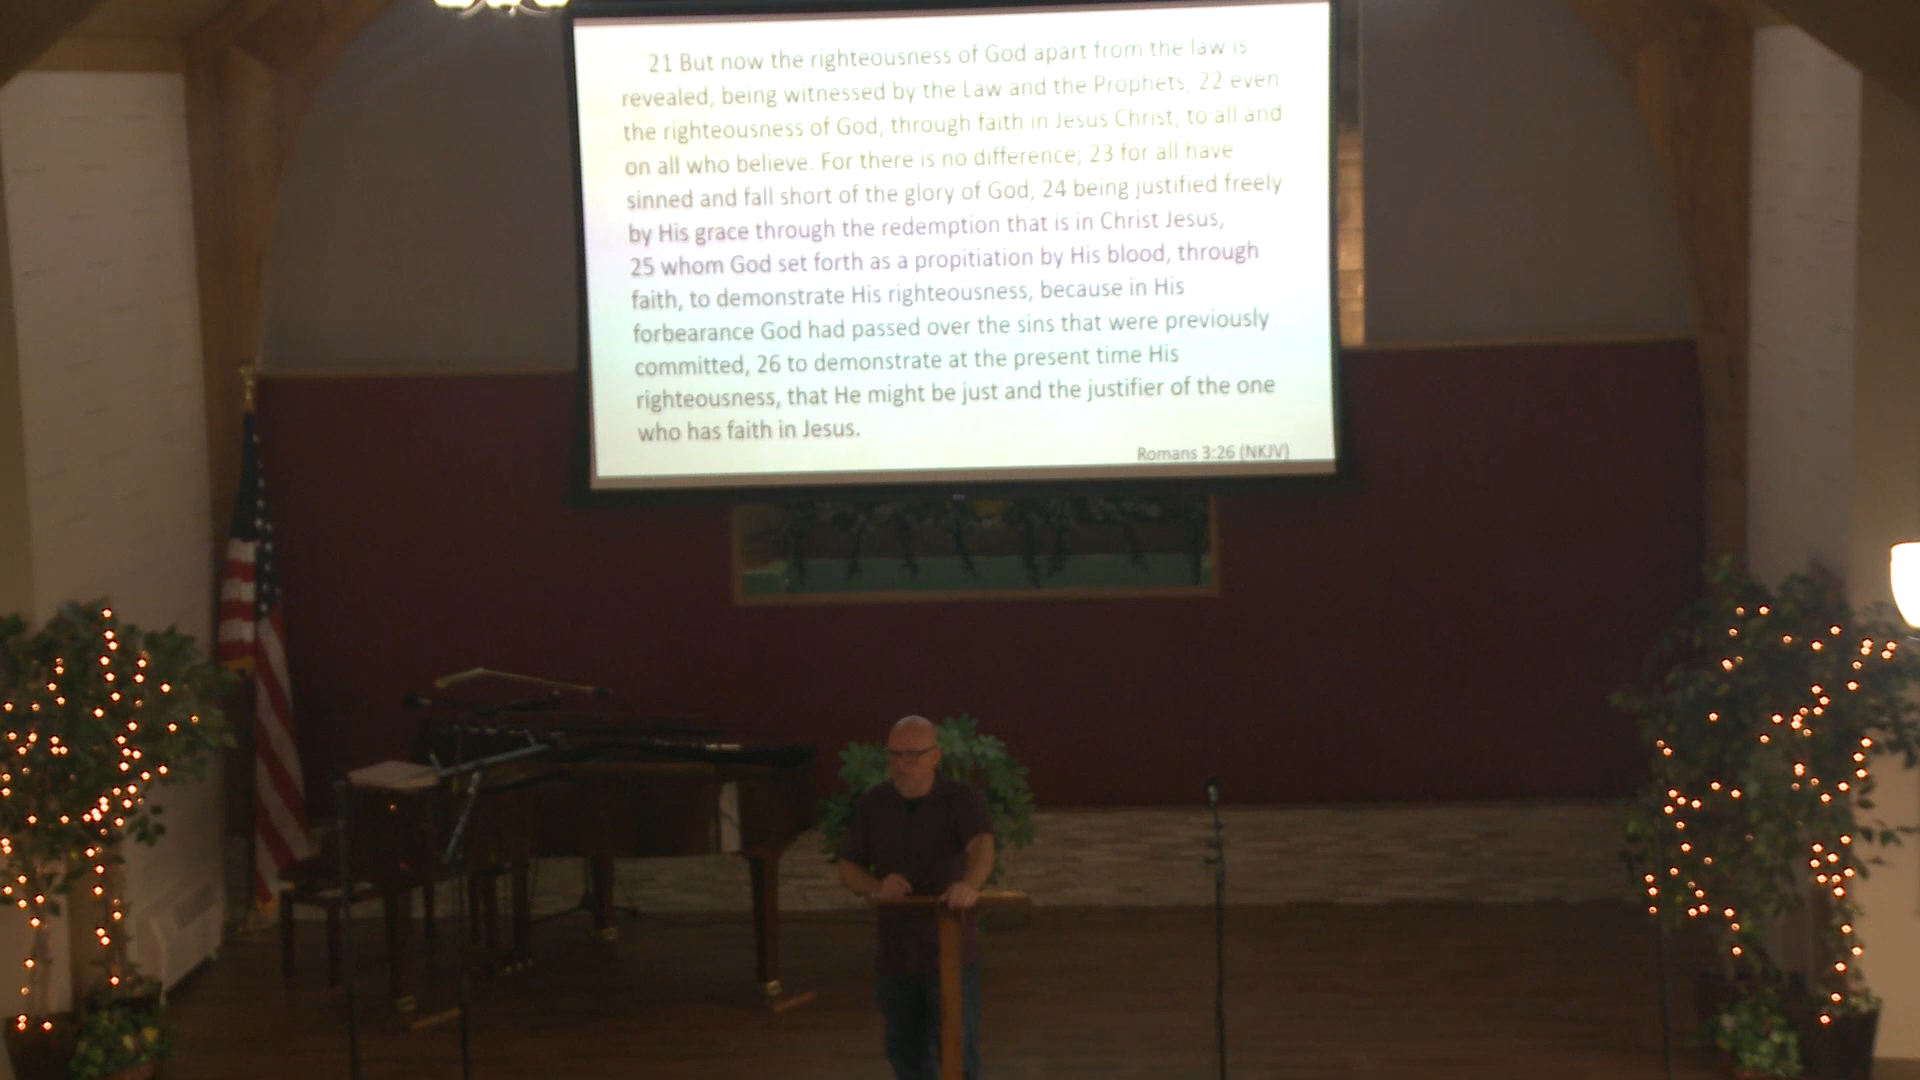 21 But now the righteousness of God apart from the law is
revealed, being witnessed by the Law and the Prophets, 22 even
the righteousness of God, through faith in Jesus Christ, to all and
on all who believe. For there is no difference; 23 for all have
sinned and fall short of the glory of God, 24 being justified freely
by His grace through the redemption that is in Christ Jesus,
25 whom God set forth as a propitiation by His blood, through
faith, to demonstrate His righteousness, because in His
forbearance God had passed over the sins that were previously
committed, 26 to demonstrate at the present time His
righteousness, that He might be just and the justifier of the one
who has faith in Jesus.
Romans 3:26 (NKJV)